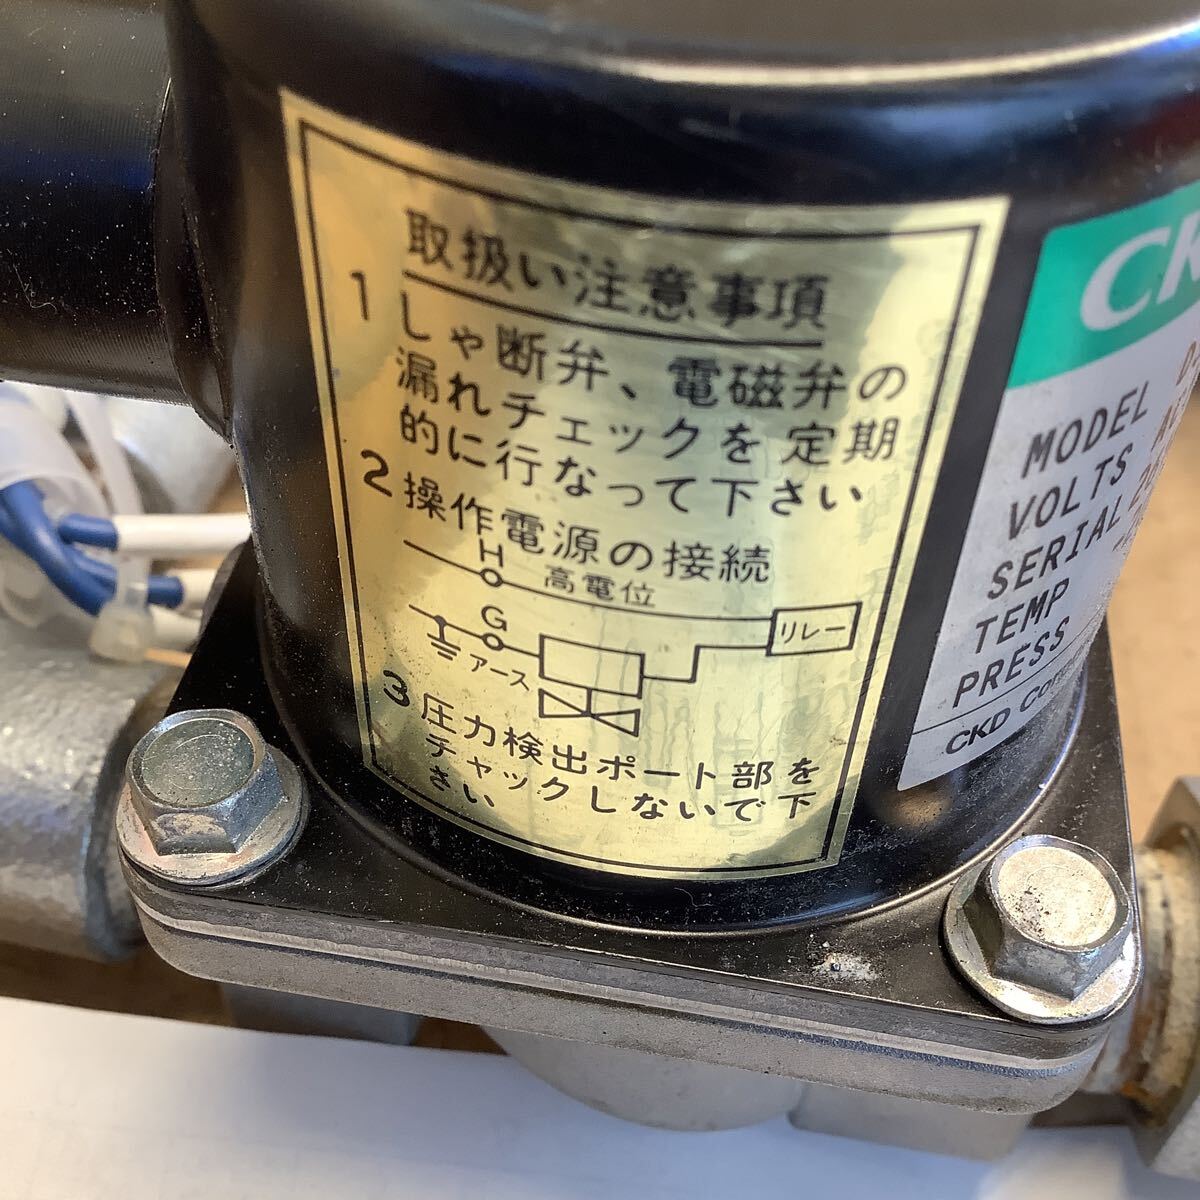 取扱い注意事項
1 しゃ断弁、電磁弁の
漏れチェックを定期
的に行なって下さい
2 操作電源の接続
H
高電位
リレー
G
アース
3 圧力検出ポート部を
チャックしないで下
さい
MODEL
VOLTS
SERIAL
TEMP
PRESS
CKD